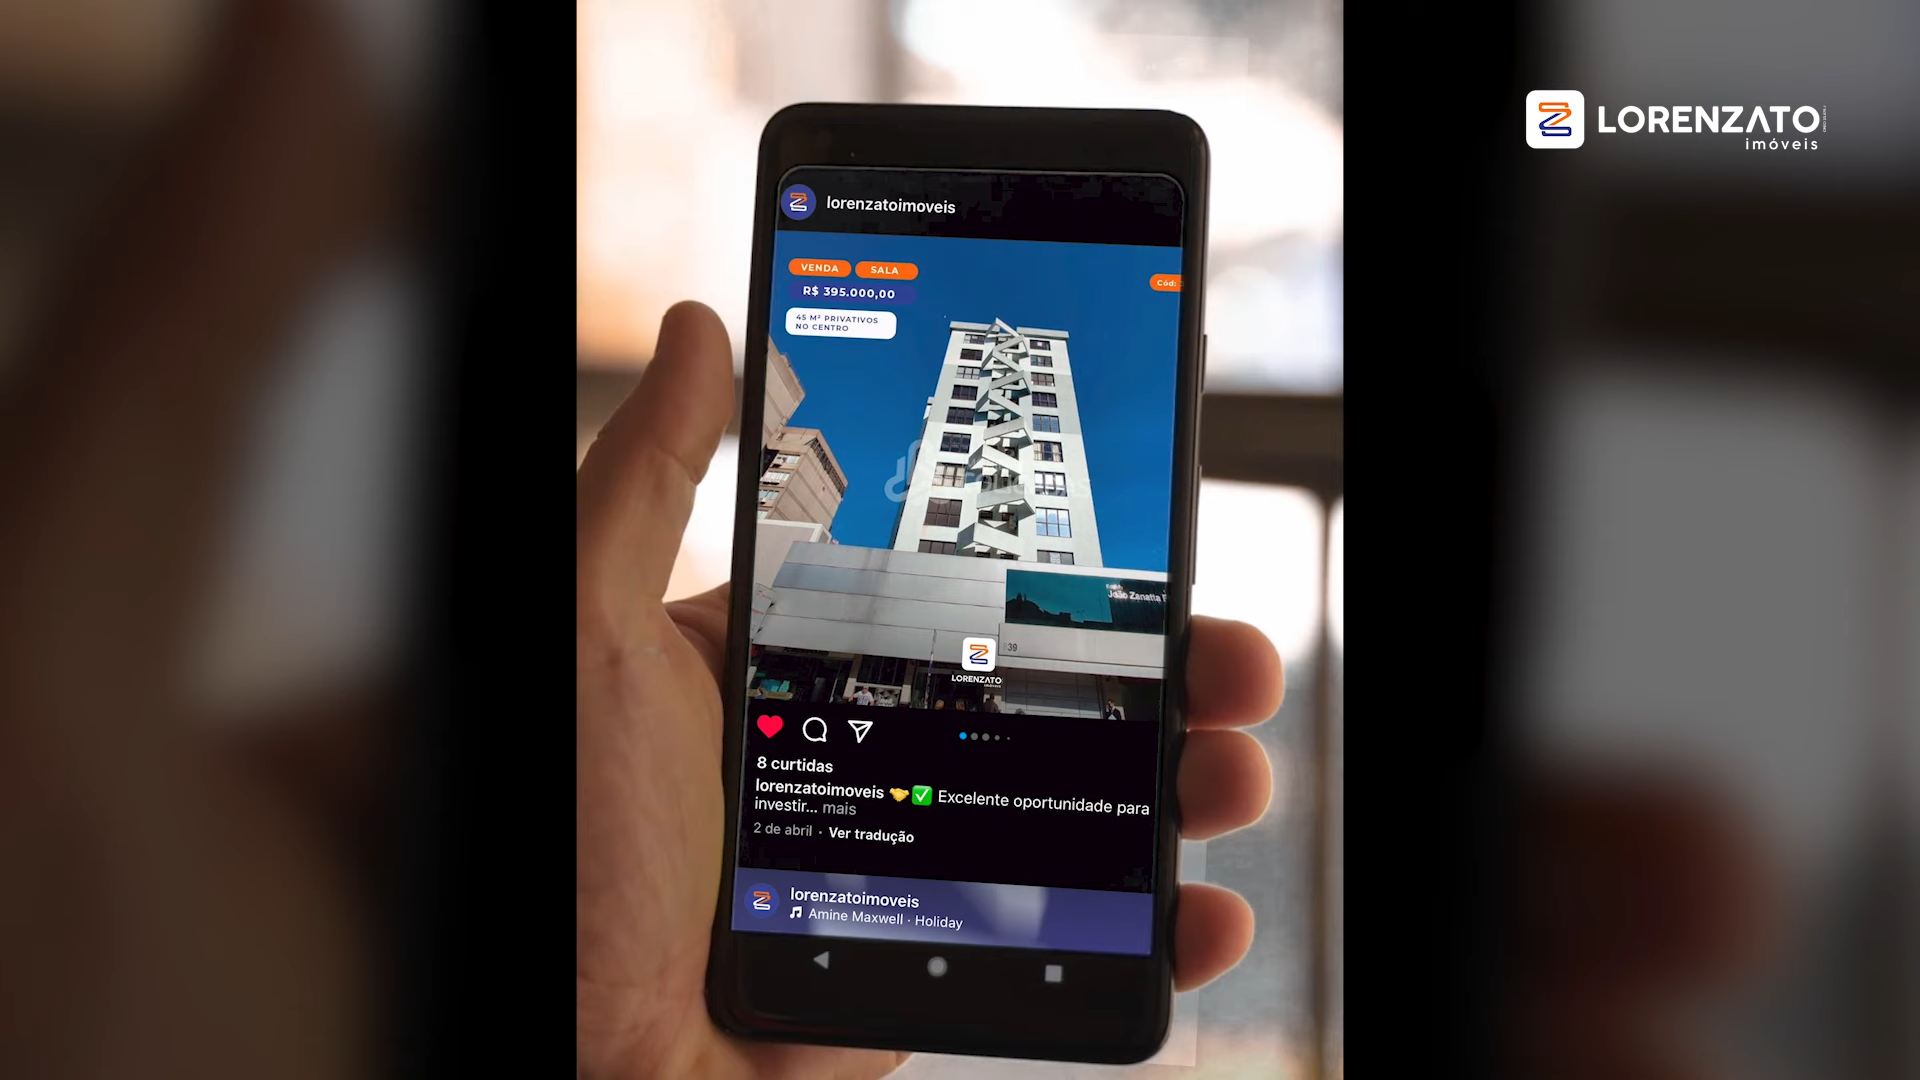 LORENZATO
imóveis
lorenzatoimoveis
VENDA
SALA
Cód:
R$ 395.000,00
45 M² PRIVATIVOS
NO CENTRO
João Zanatta
39
LORENZATO
IMÓVEIS
8 curtidas
lorenzatoimoveis 🤝✅ Excelente oportunidade para
investir... mais
2 de abril · Ver tradução
lorenzatoimoveis
Amine Maxwell · Holiday